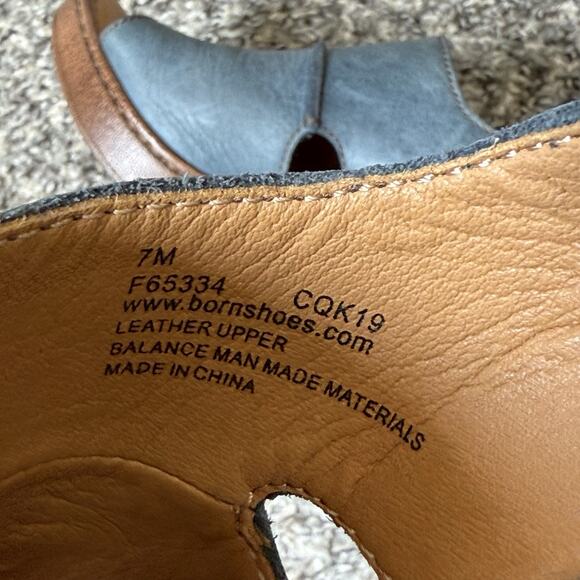 7M
F65334 CQK19
www.bornshoes.com
LEATHER UPPER
BALANCE MAN MADE MATERIALS
MADE IN CHINA